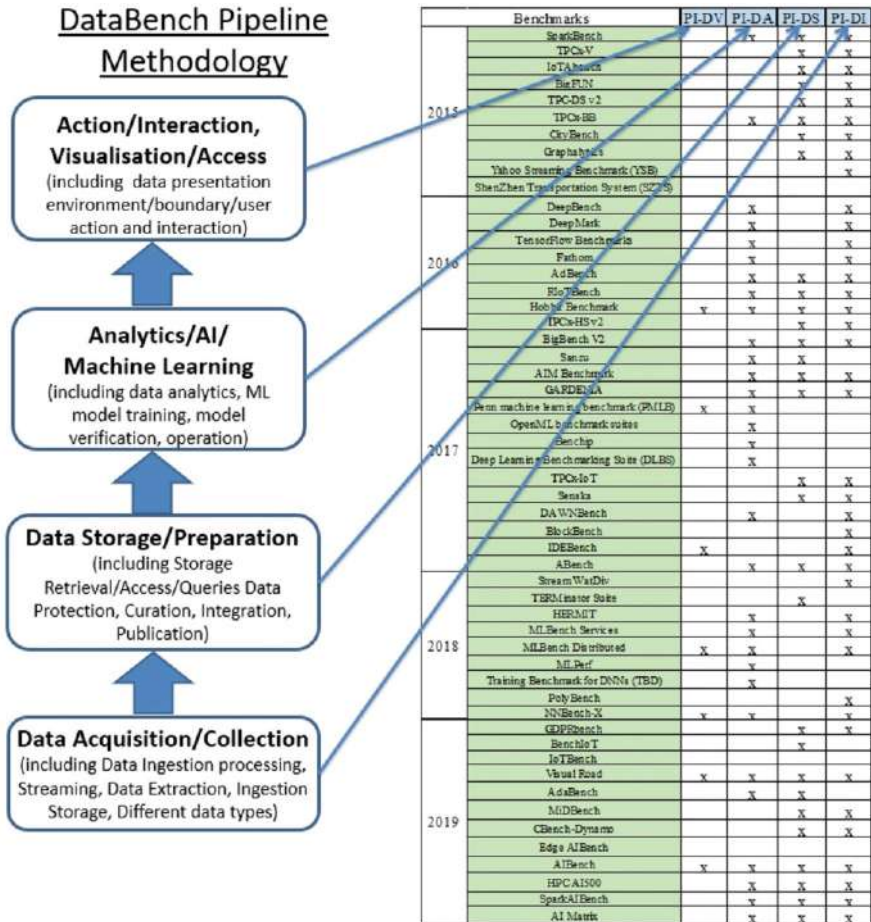 DataBench Pipeline
Methodology
Action/Interaction,
Visualisation/Access
(including data presentation
environment/boundary/user
action and interaction)
Analytics/AI/
Machine Learning
(including data analytics, ML
model training, model
verification, operation)
Data Storage/Preparation
(including Storage
Retrieval/Access/Queries Data
Protection, Curation, Integration,
Publication)
Data Acquisition/Collection
(including Data Ingestion processing,
Streaming, Data Extraction, Ingestion
Storage, Different data types)
Benchmarks PI-DV PI-DA PI-DS PI-DI
2015
SparkBench x x x
TPCx-V x x
IoTAbench x x
BigFUN x x
TPC-DS v2 x x
TPCx-BB x x x
CityBench x x
Graphalytics x x
Yahoo Streaming Benchmark (YSB) x
ShenZhen Transportation System (SZTS)
2016
DeepBench x x
DeepMark x x
TensorFlow Benchmarks x x
Fathom x x
AdBench x x x
RIoTBench x x x
Hobbit Benchmark x x x x
TPCx-HS v2 x x
2017
BigBench V2 x x x
Sanzu x x
AIM Benchmark x x x
GARDENIA x x x
Penn machine learning benchmark (PMLB) x x
OpenML benchmark suites x
Benchip x
Deep Learning Benchmarking Suite (DLBS) x
TPCx-IoT x x
Senska x x
DAWNBench x x
BlockBench x
IDEBench x x
ABench x x x
2018
StreamWatDiv x
TERMinator Suite x
HERMIT x x
MLBench Services x x
MLBench Distributed x x x
MLPerf x
Training Benchmark for DNNs (TBD) x
PolyBench x
NNBench-X x x x
2019
GDPRbench x x
BenchIoT x
IoTBench
Visual Road x x x x
AdaBench x x
MiDBench x x
CBench-Dynamo x x
Edge AIBench
AIBench x x x x
HPC AI500 x x x
SparkAIBench x x x
AI Matrix x x x